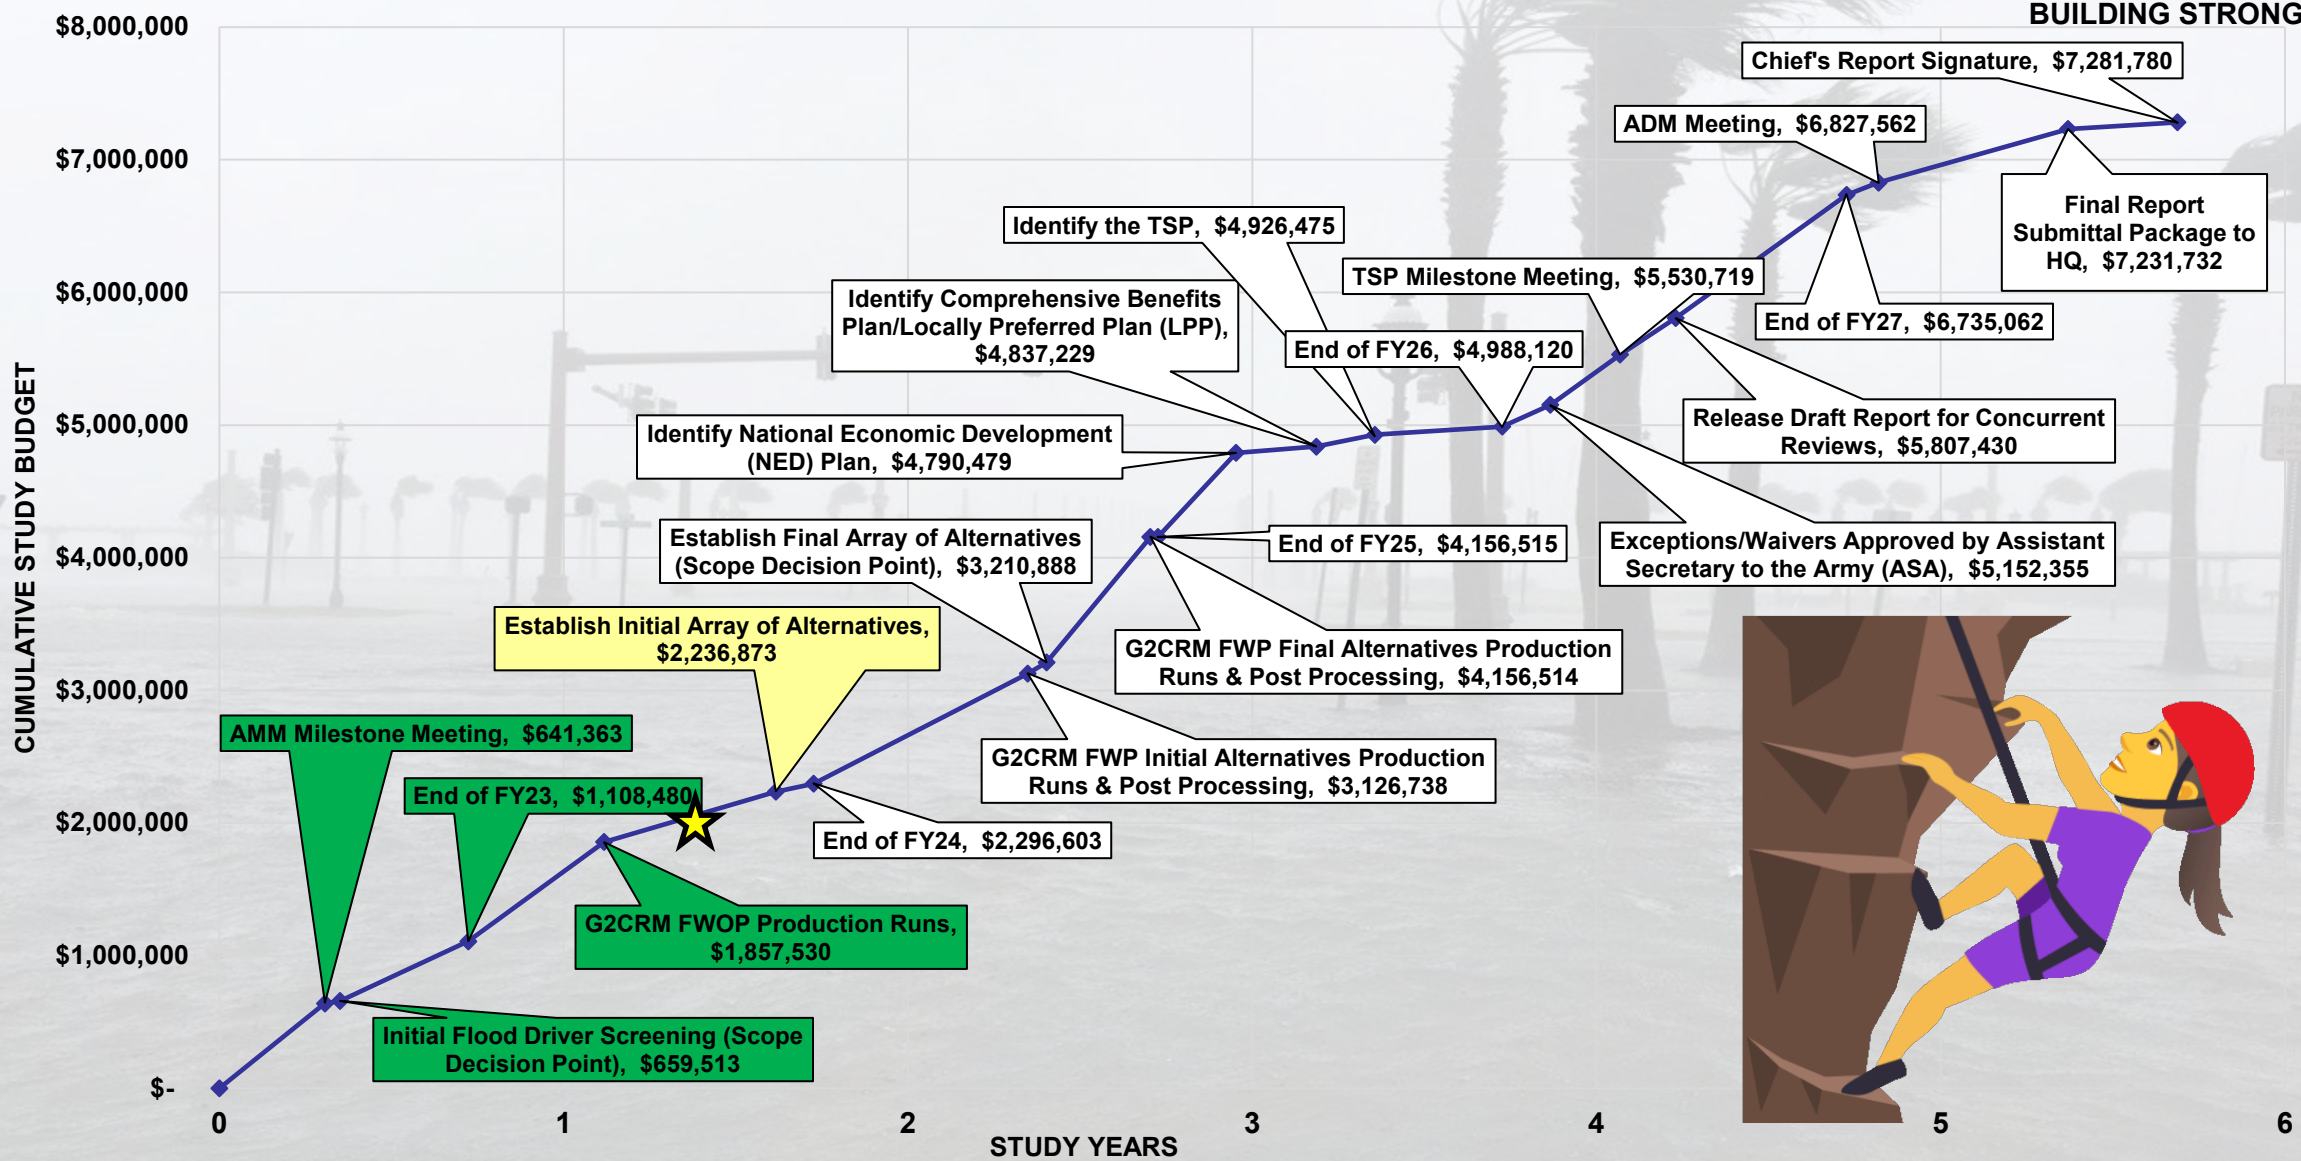 BUILDING STRONG
$8,000,000
$7,000,000
$6,000,000
$5,000,000
$4,000,000
$3,000,000
$2,000,000
$1,000,000
$-
CUMULATIVE STUDY BUDGET
0
1
2
3
4
5
6
STUDY YEARS
AMM Milestone Meeting, $641,363
Initial Flood Driver Screening (Scope
Decision Point), $659,513
End of FY23, $1,108,480
G2CRM FWOP Production Runs,
$1,857,530
Establish Initial Array of Alternatives,
$2,236,873
End of FY24, $2,296,603
G2CRM FWP Initial Alternatives Production
Runs & Post Processing, $3,126,738
Establish Final Array of Alternatives
(Scope Decision Point), $3,210,888
G2CRM FWP Final Alternatives Production
Runs & Post Processing, $4,156,514
End of FY25, $4,156,515
Identify National Economic Development
(NED) Plan, $4,790,479
Identify Comprehensive Benefits
Plan/Locally Preferred Plan (LPP),
$4,837,229
Identify the TSP, $4,926,475
End of FY26, $4,988,120
Exceptions/Waivers Approved by Assistant
Secretary to the Army (ASA), $5,152,355
TSP Milestone Meeting, $5,530,719
Release Draft Report for Concurrent
Reviews, $5,807,430
End of FY27, $6,735,062
ADM Meeting, $6,827,562
Final Report
Submittal Package to
HQ, $7,231,732
Chief's Report Signature, $7,281,780